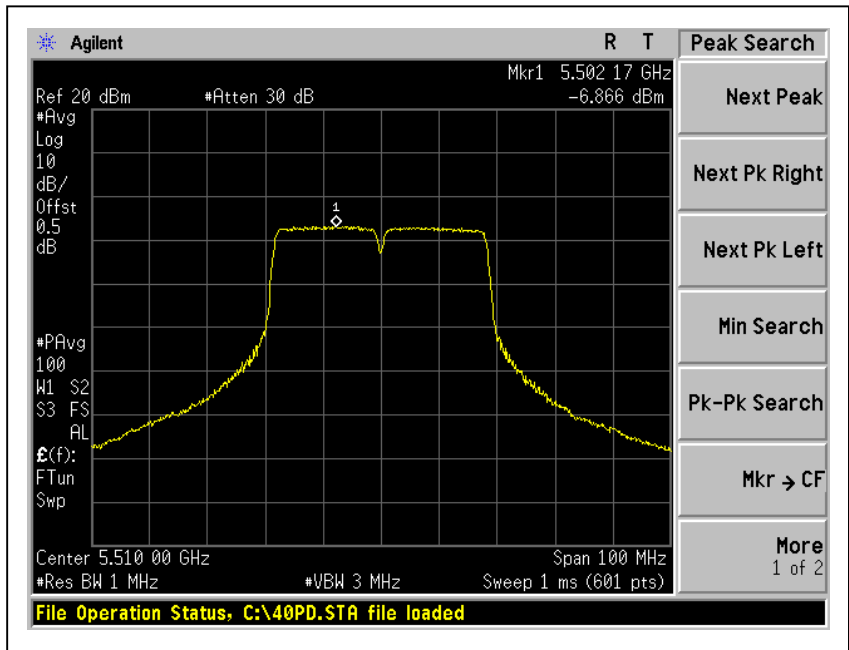 Agilent R T
Mkr1 5.502 17 GHz
Ref 20 dBm #Atten 30 dB -6.866 dBm
#Avg
Log
10
dB/
Offst
0.5
dB
1
#PAvg
100
W1 S2
S3 FS
AL
£(f):
FTun
Swp
Center 5.510 00 GHz Span 100 MHz
#Res BW 1 MHz #VBW 3 MHz Sweep 1 ms (601 pts)
File Operation Status, C:\40PD.STA file loaded
Peak Search
Next Peak
Next Pk Right
Next Pk Left
Min Search
Pk-Pk Search
Mkr → CF
More
1 of 2